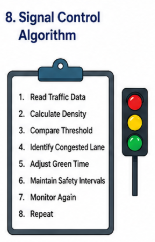 8. Signal Control
Algorithm
1. Read Traffic Data
2. Calculate Density
3. Compare Threshold
4. Identify Congested Lane
5. Adjust Green Time
6. Maintain Safety Intervals
7. Monitor Again
8. Repeat